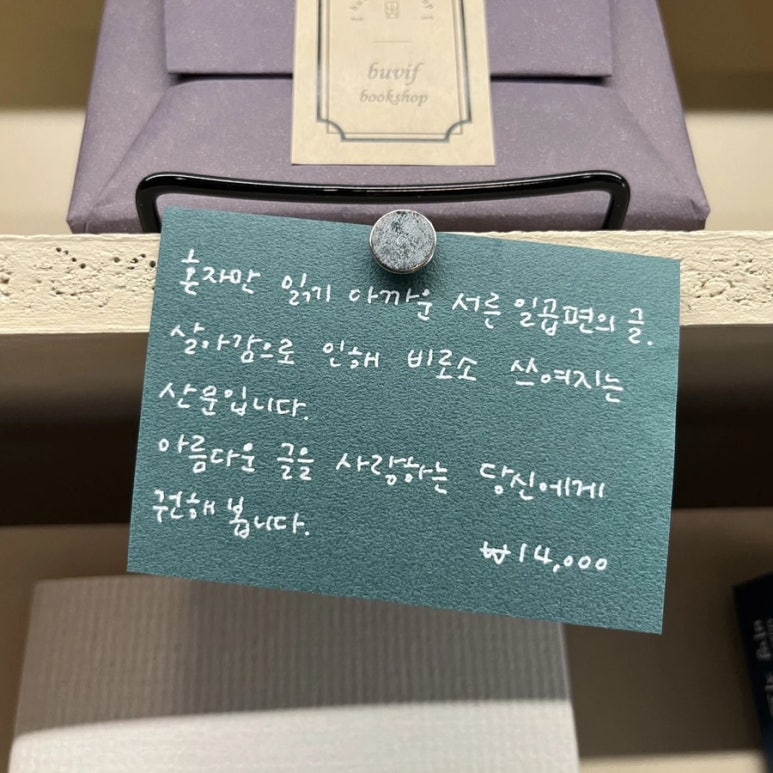 buvif
bookshop
혼자만 읽기 아까운 서른 일곱편의 글.
살아감으로 인해 비로소 쓰여지는
산문입니다.
아름다운 글을 사랑하는 당신에게
권해 봅니다.
₩14,000